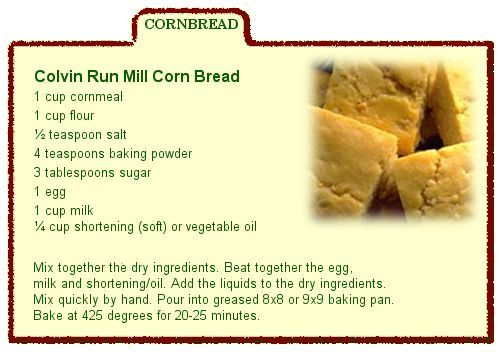 CORNBREAD
Colvin Run Mill Corn Bread
1 cup cornmeal
1 cup flour
½ teaspoon salt
4 teaspoons baking powder
3 tablespoons sugar
1 egg
1 cup milk
¼ cup shortening (soft) or vegetable oil
Mix together the dry ingredients. Beat together the egg,
milk and shortening/oil. Add the liquids to the dry ingredients.
Mix quickly by hand. Pour into greased 8x8 or 9x9 baking pan.
Bake at 425 degrees for 20-25 minutes.